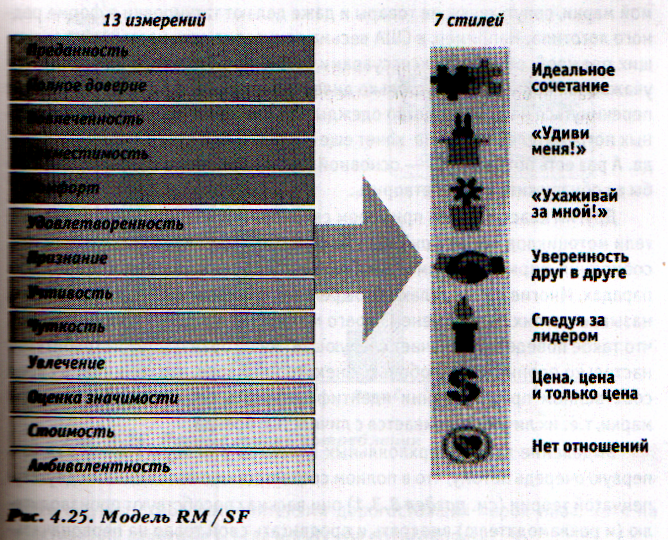 13 измерений
7 стилей
Преданность
Полное доверие
Вовлеченность
Совместимость
Комфорт
Удовлетворенность
Признание
Учтивость
Чуткость
Увлечение
Оценка значимости
Стоимость
Амбивалентность
Идеальное
сочетание
«Удиви
меня!»
«Ухаживай
за мной!»
Уверенность
друг в друге
Следуя за
лидером
Цена, цена
и только цена
Нет отношений
Рис. 4.25. Модель RM/SF